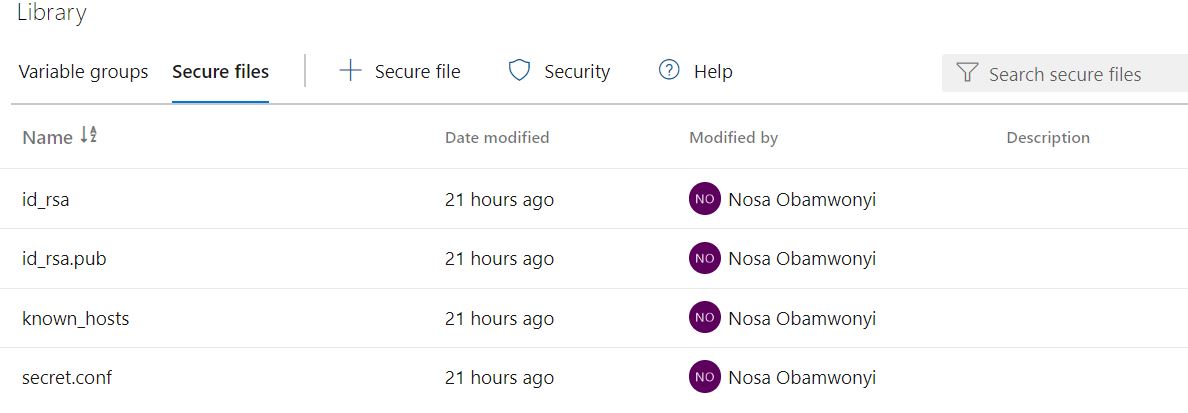 Library
Variable groups Secure files Secure file Security Help Search secure files
Name Date modified Modified by Description
id_rsa 21 hours ago NO Nosa Obamwonyi
id_rsa.pub 21 hours ago NO Nosa Obamwonyi
known_hosts 21 hours ago NO Nosa Obamwonyi
secret.conf 21 hours ago NO Nosa Obamwonyi